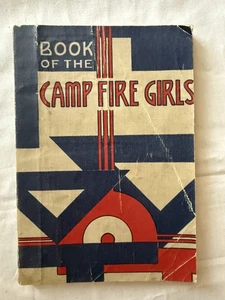 BOOK
OF THE
CAMP FIRE GIRLS